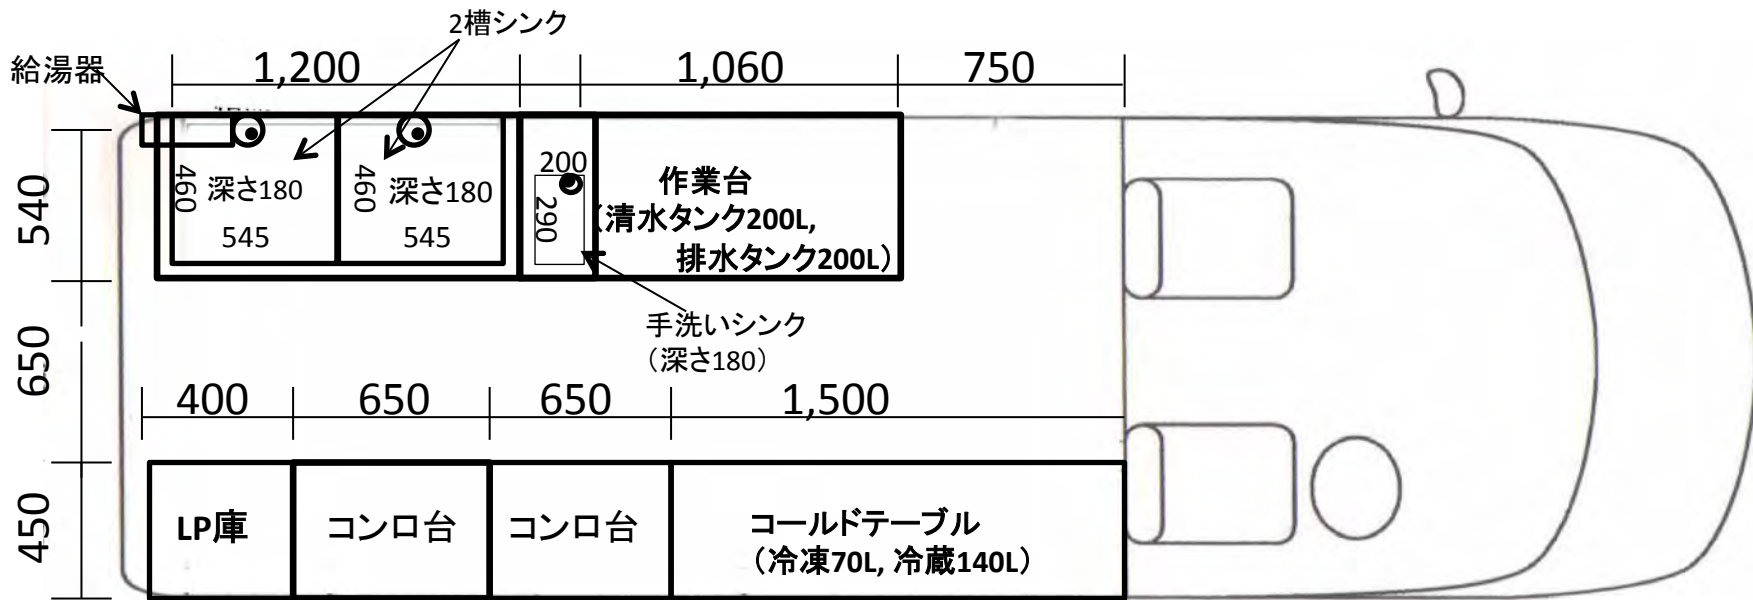 2槽シンク
給湯器
1,200
1,060
750
540
460
深さ180
545
460
深さ180
545
200
290
作業台
（清水タンク200L,
排水タンク200L）
手洗いシンク
（深さ180）
650
400
650
650
1,500
450
LP庫
コンロ台
コンロ台
コールドテーブル
（冷凍70L, 冷蔵140L）